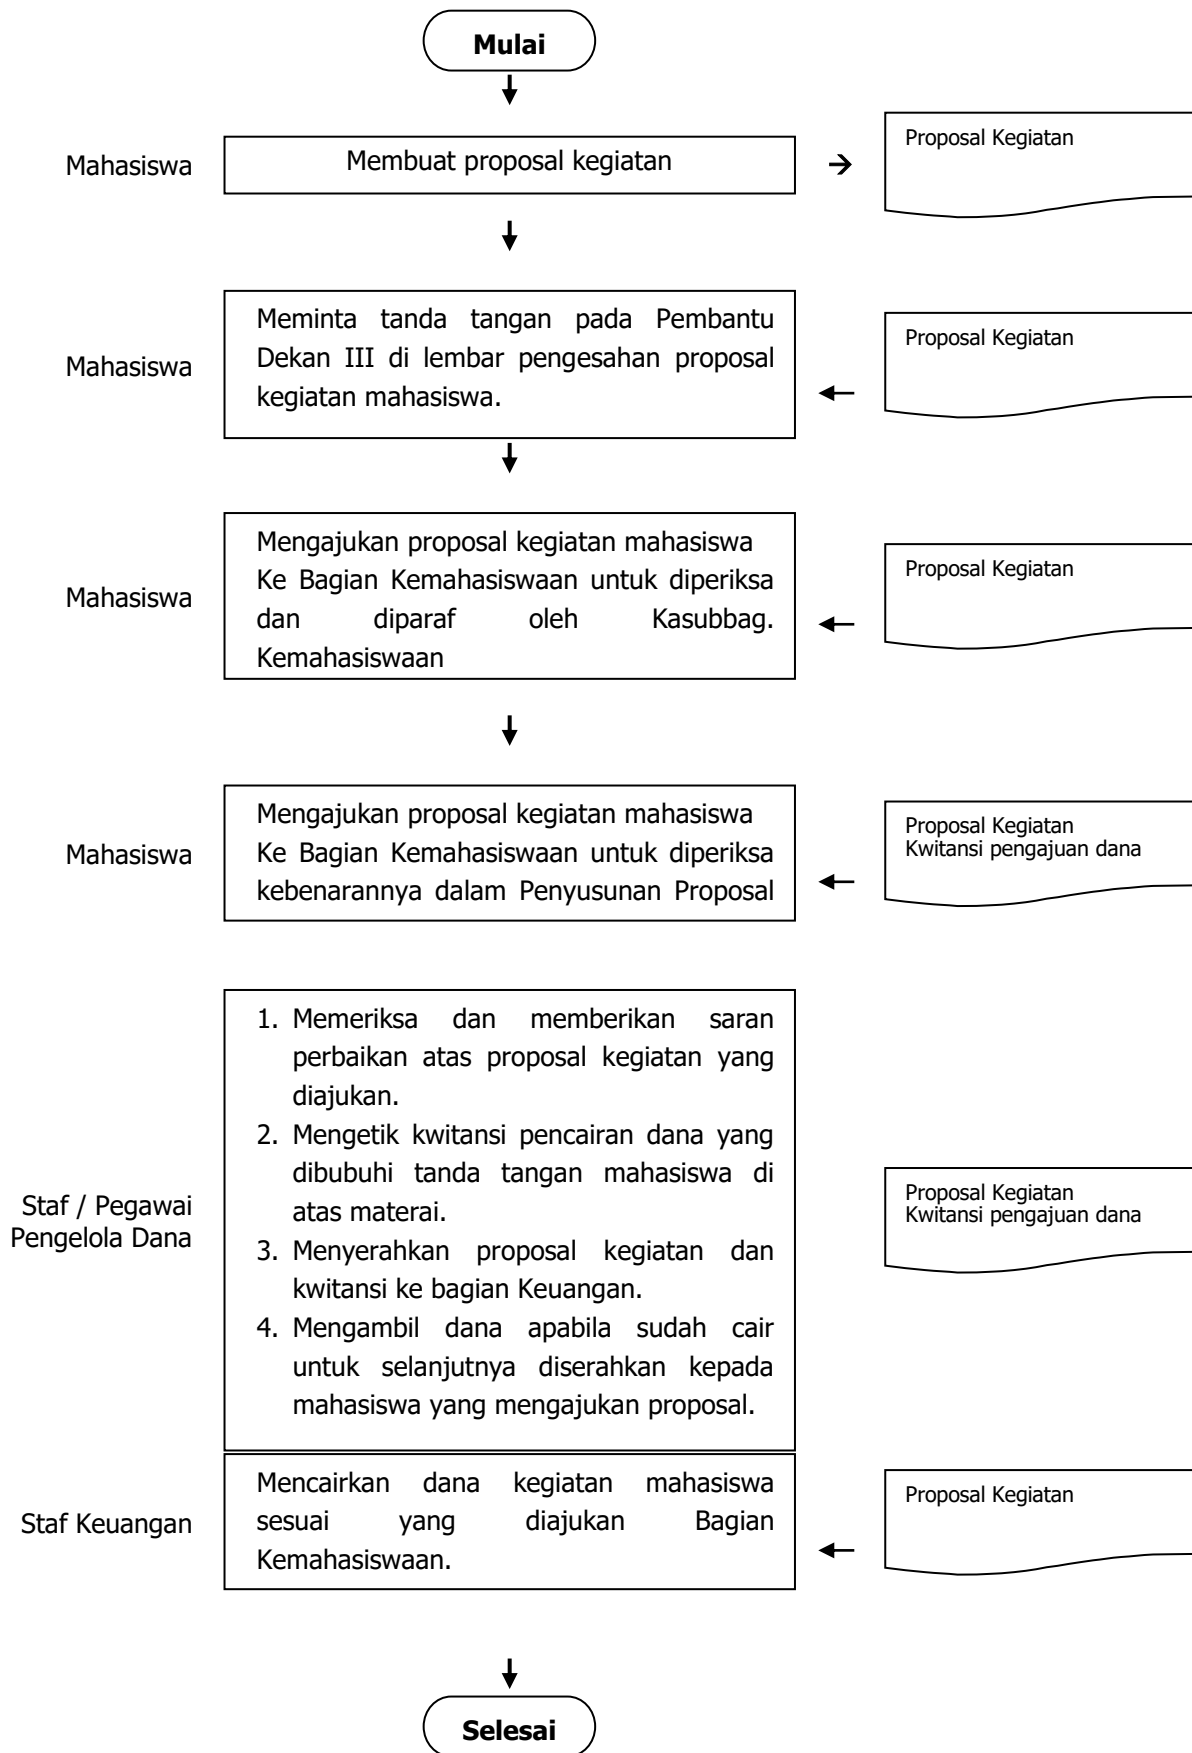 Mulai
Mahasiswa
Membuat proposal kegiatan
Proposal Kegiatan
Mahasiswa
Meminta tanda tangan pada Pembantu
Dekan III di lembar pengesahan proposal
kegiatan mahasiswa.
Proposal Kegiatan
Mahasiswa
Mengajukan proposal kegiatan mahasiswa
Ke Bagian Kemahasiswaan untuk diperiksa
dan diparaf oleh Kasubbag.
Kemahasiswaan
Proposal Kegiatan
Mahasiswa
Mengajukan proposal kegiatan mahasiswa
Ke Bagian Kemahasiswaan untuk diperiksa
kebenarannya dalam Penyusunan Proposal
Proposal Kegiatan
Kwitansi pengajuan dana
Staf / Pegawai
Pengelola Dana
1. Memeriksa dan memberikan saran
perbaikan atas proposal kegiatan yang
diajukan.
2. Mengetik kwitansi pencairan dana yang
dibubuhi tanda tangan mahasiswa di
atas materai.
3. Menyerahkan proposal kegiatan dan
kwitansi ke bagian Keuangan.
4. Mengambil dana apabila sudah cair
untuk selanjutnya diserahkan kepada
mahasiswa yang mengajukan proposal.
Proposal Kegiatan
Kwitansi pengajuan dana
Staf Keuangan
Mencairkan dana kegiatan mahasiswa
sesuai yang diajukan Bagian
Kemahasiswaan.
Proposal Kegiatan
Selesai